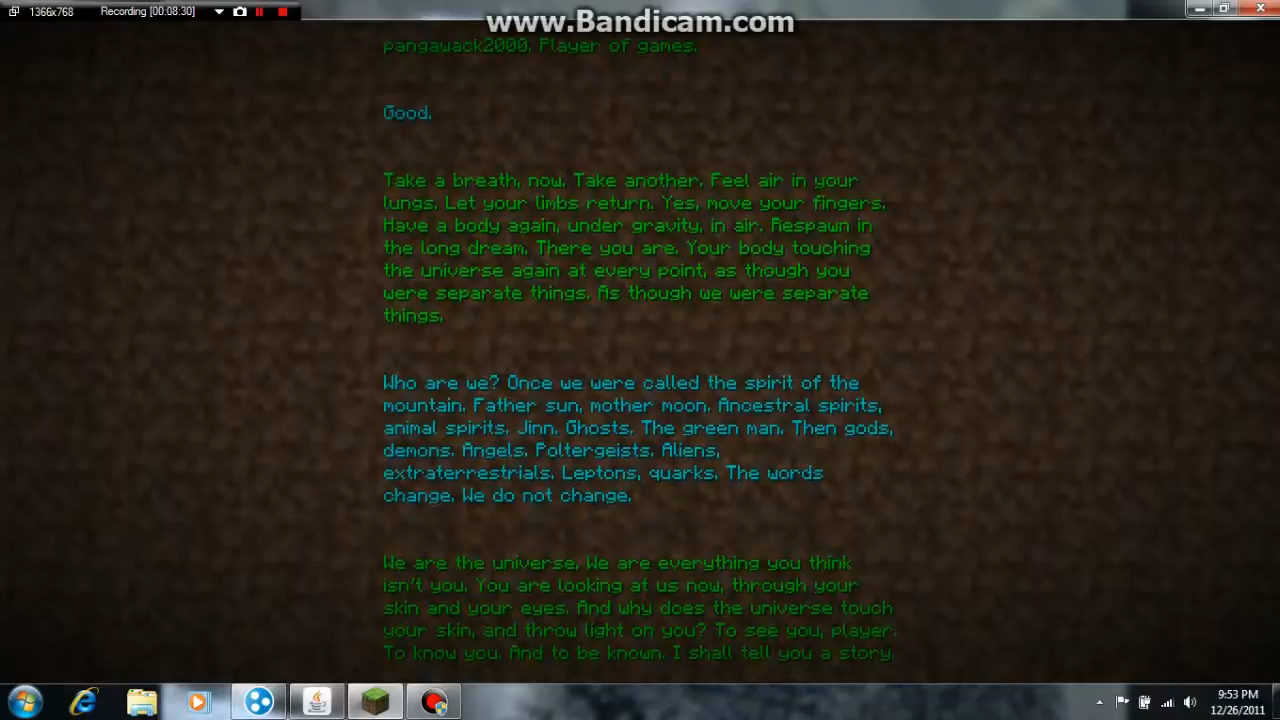 1366x768 Recording [00:08:30]
www.Bandicam.com
pangawack2000. Player of games.
Good.
Take a breath, now. Take another. Feel air in your
lungs. Let your limbs return. Yes, move your fingers.
Have a body again, under gravity, in air. Respawn in
the long dream. There you are. Your body touching
the universe again at every point, as though you
were separate things. As though we were separate
things.
Who are we? Once we were called the spirit of the
mountain. Father sun, mother moon. Ancestral spirits,
animal spirits. Jinn. Ghosts. The green man. Then gods,
demons. Angels. Poltergeists. Aliens,
extraterrestrials. Leptons, quarks. The words
change. We do not change.
We are the universe. We are everything you think
isn't you. You are looking at us now, through your
skin and your eyes. And why does the universe touch
your skin, and throw light on you? To see you, player.
To know you. And to be known. I shall tell you a story.
9:53 PM
12/26/2011